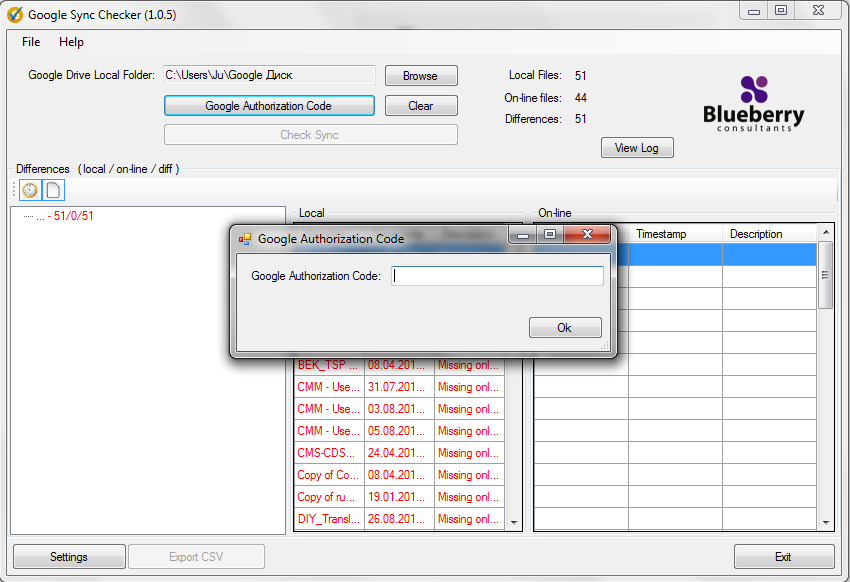 Google Sync Checker (1.0.5)
File Help
Google Drive Local Folder: C:\Users\Ju\Google Диск Browse
Local Files: 51
Google Authorization Code Clear
On-line files: 44
Check Sync
Differences: 51
Blueberry
consultants
View Log
Differences ( local / on-line / diff )
... - 51/0/51
Local
On-line
Timestamp Description
Google Authorization Code
Google Authorization Code:
Ok
BEK_TSP ... 08.04.201... Missing onl...
CMM - Use... 31.07.201... Missing onl...
CMM - Use... 03.08.201... Missing onl...
CMM - Use... 05.08.201... Missing onl...
CMS-CDS... 24.04.201... Missing onl...
Copy of Co... 08.04.201... Missing onl...
Copy of ru... 19.01.201... Missing onl...
DIY_Transl... 26.08.201... Missing onl...
Settings Export CSV Exit